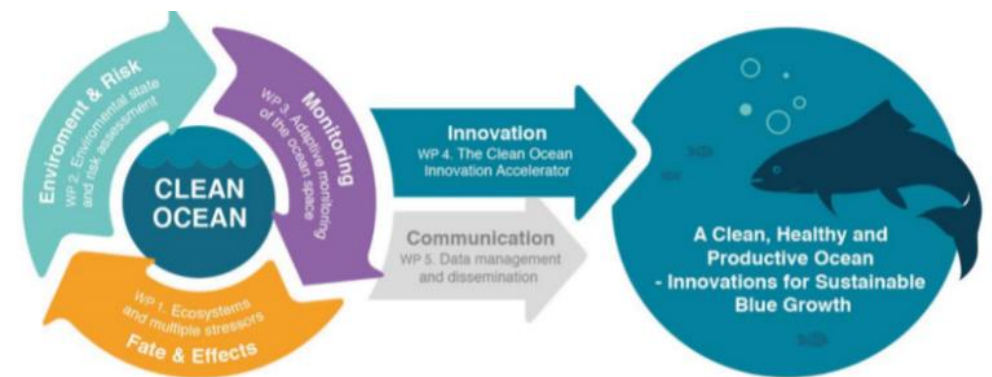 Enviroment & Risk
WP 2. Enviromental state
and risk assessment
Monitoring
WP 3. Adaptive monitoring
of the ocean space
CLEAN
OCEAN
WP 1. Ecosystems
and multiple stressors
Fate & Effects
Innovation
WP 4. The Clean Ocean
Innovation Accelerator
Communication
WP 5. Data management
and dissemination
A Clean, Healthy and
Productive Ocean
- Innovations for Sustainable
Blue Growth